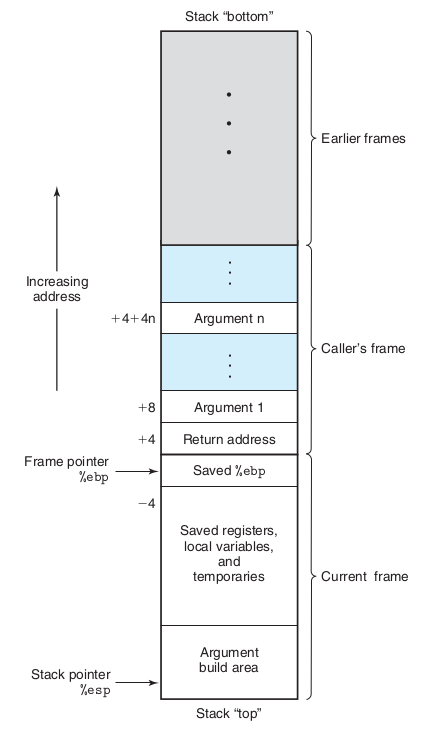 Stack “bottom”
Earlier frames
Increasing
address
+4+4n
Argument n
Caller’s frame
+8
Argument 1
+4
Return address
Frame pointer
%ebp
Saved %ebp
−4
Saved registers,
local variables,
and
temporaries
Current frame
Argument
build area
Stack pointer
%esp
Stack “top”